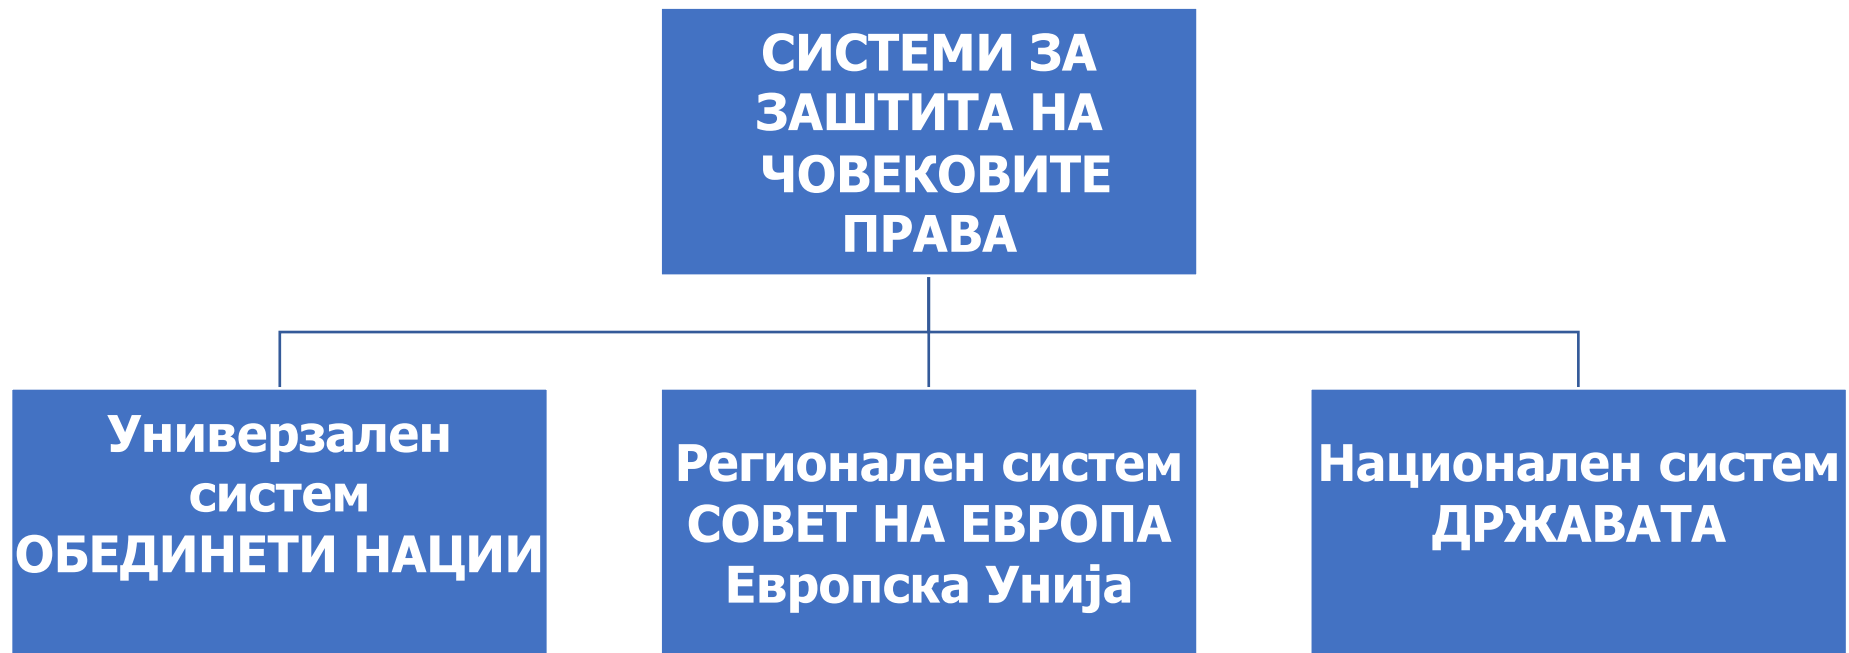 СИСТЕМИ ЗА
ЗАШТИТА НА
ЧОВЕКОВИТЕ
ПРАВА
Универзален
систем
ОБЕДИНЕТИ НАЦИИ
Регионален систем
СОВЕТ НА ЕВРОПА
Европска Унија
Национален систем
ДРЖАВАТА